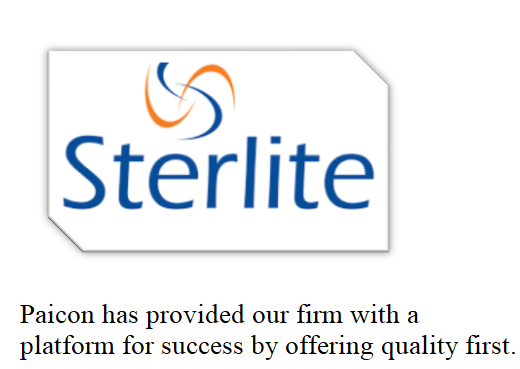 Sterlite
Paicon has provided our firm with a
platform for success by offering quality first.